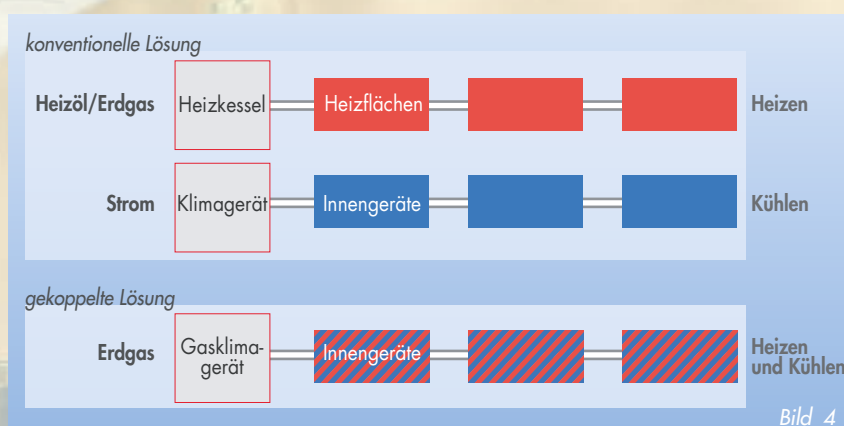 konventionelle Lösung
Heizöl/Erdgas Heizkessel Heizflächen Heizen
Strom Klimagerät Innengeräte Kühlen
gekoppelte Lösung
Erdgas Gasklima-
gerät Innengeräte Heizen
und Kühlen
Bild 4